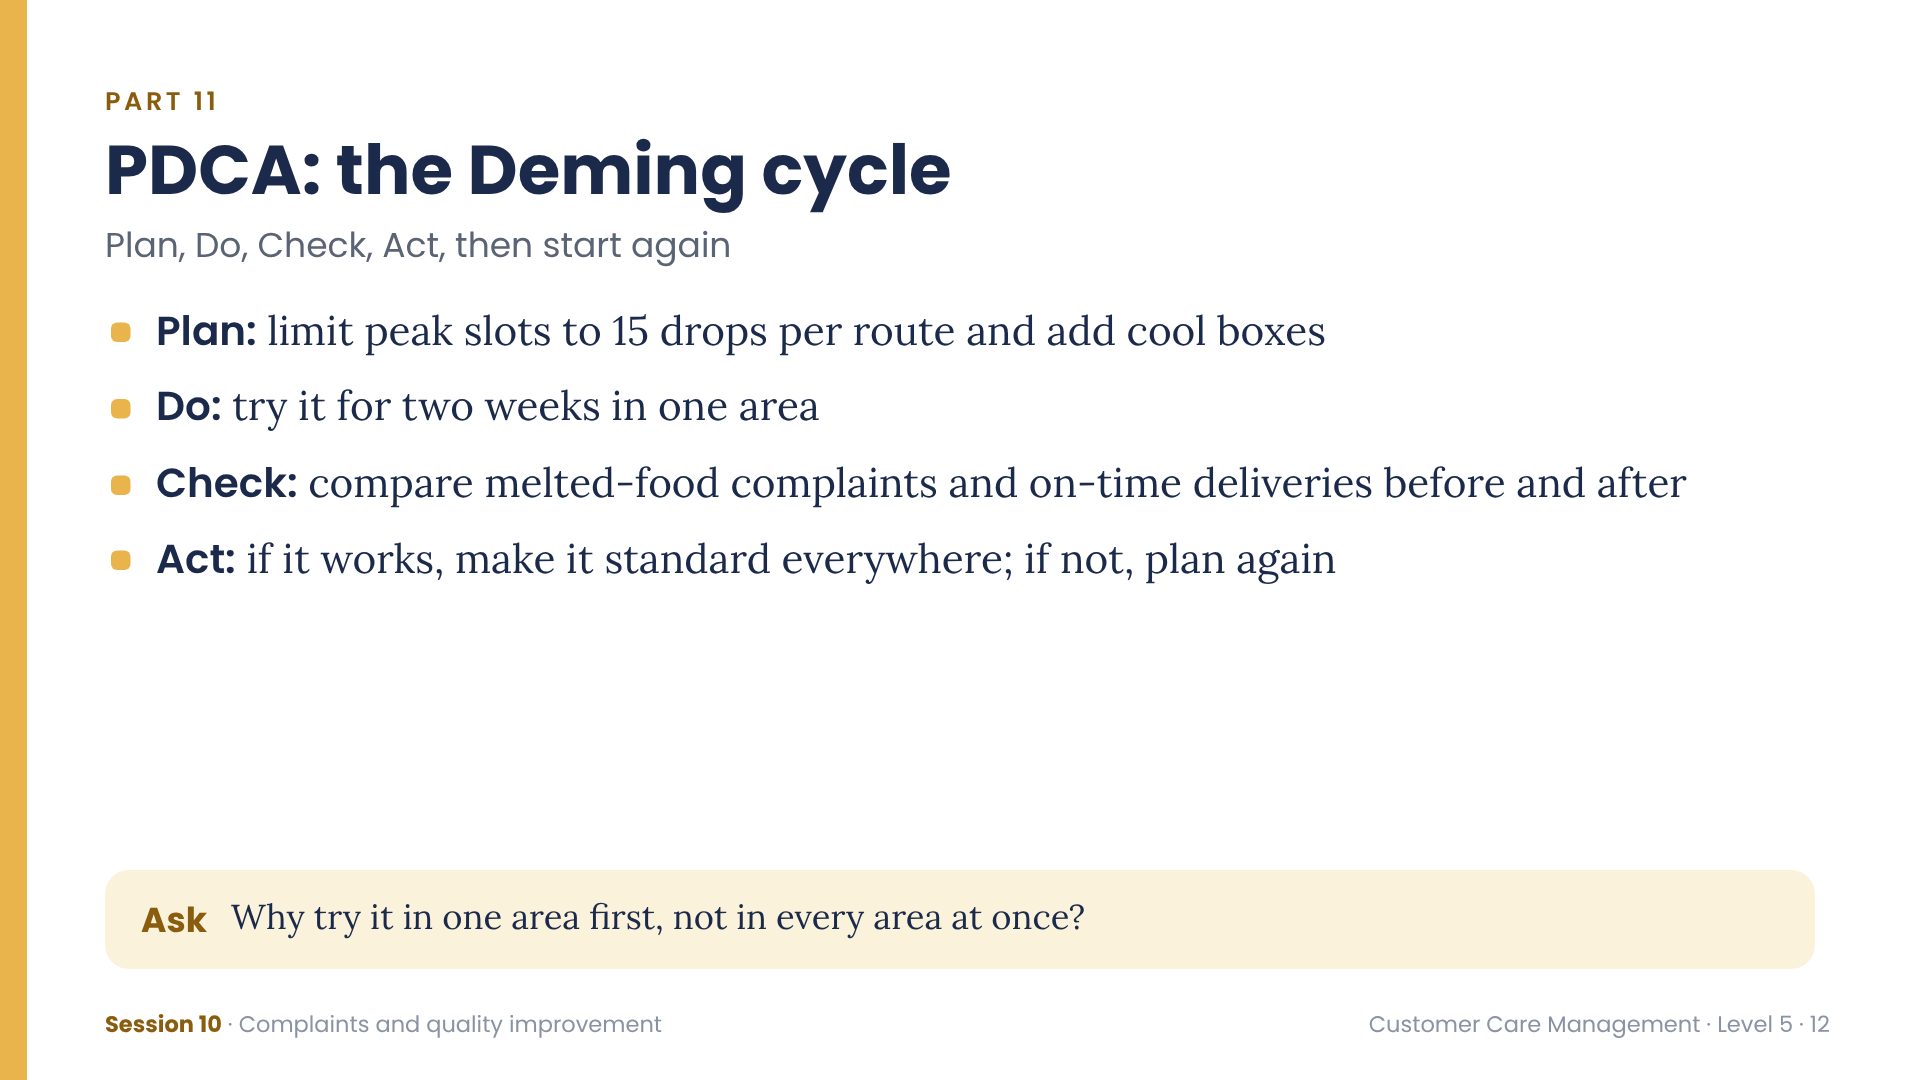 PART 11
PDCA: the Deming cycle
Plan, Do, Check, Act, then start again
Plan: limit peak slots to 15 drops per route and add cool boxes
Do: try it for two weeks in one area
Check: compare melted-food complaints and on-time deliveries before and after
Act: if it works, make it standard everywhere; if not, plan again
Ask Why try it in one area first, not in every area at once?
Session 10 · Complaints and quality improvement
Customer Care Management · Level 5 · 12